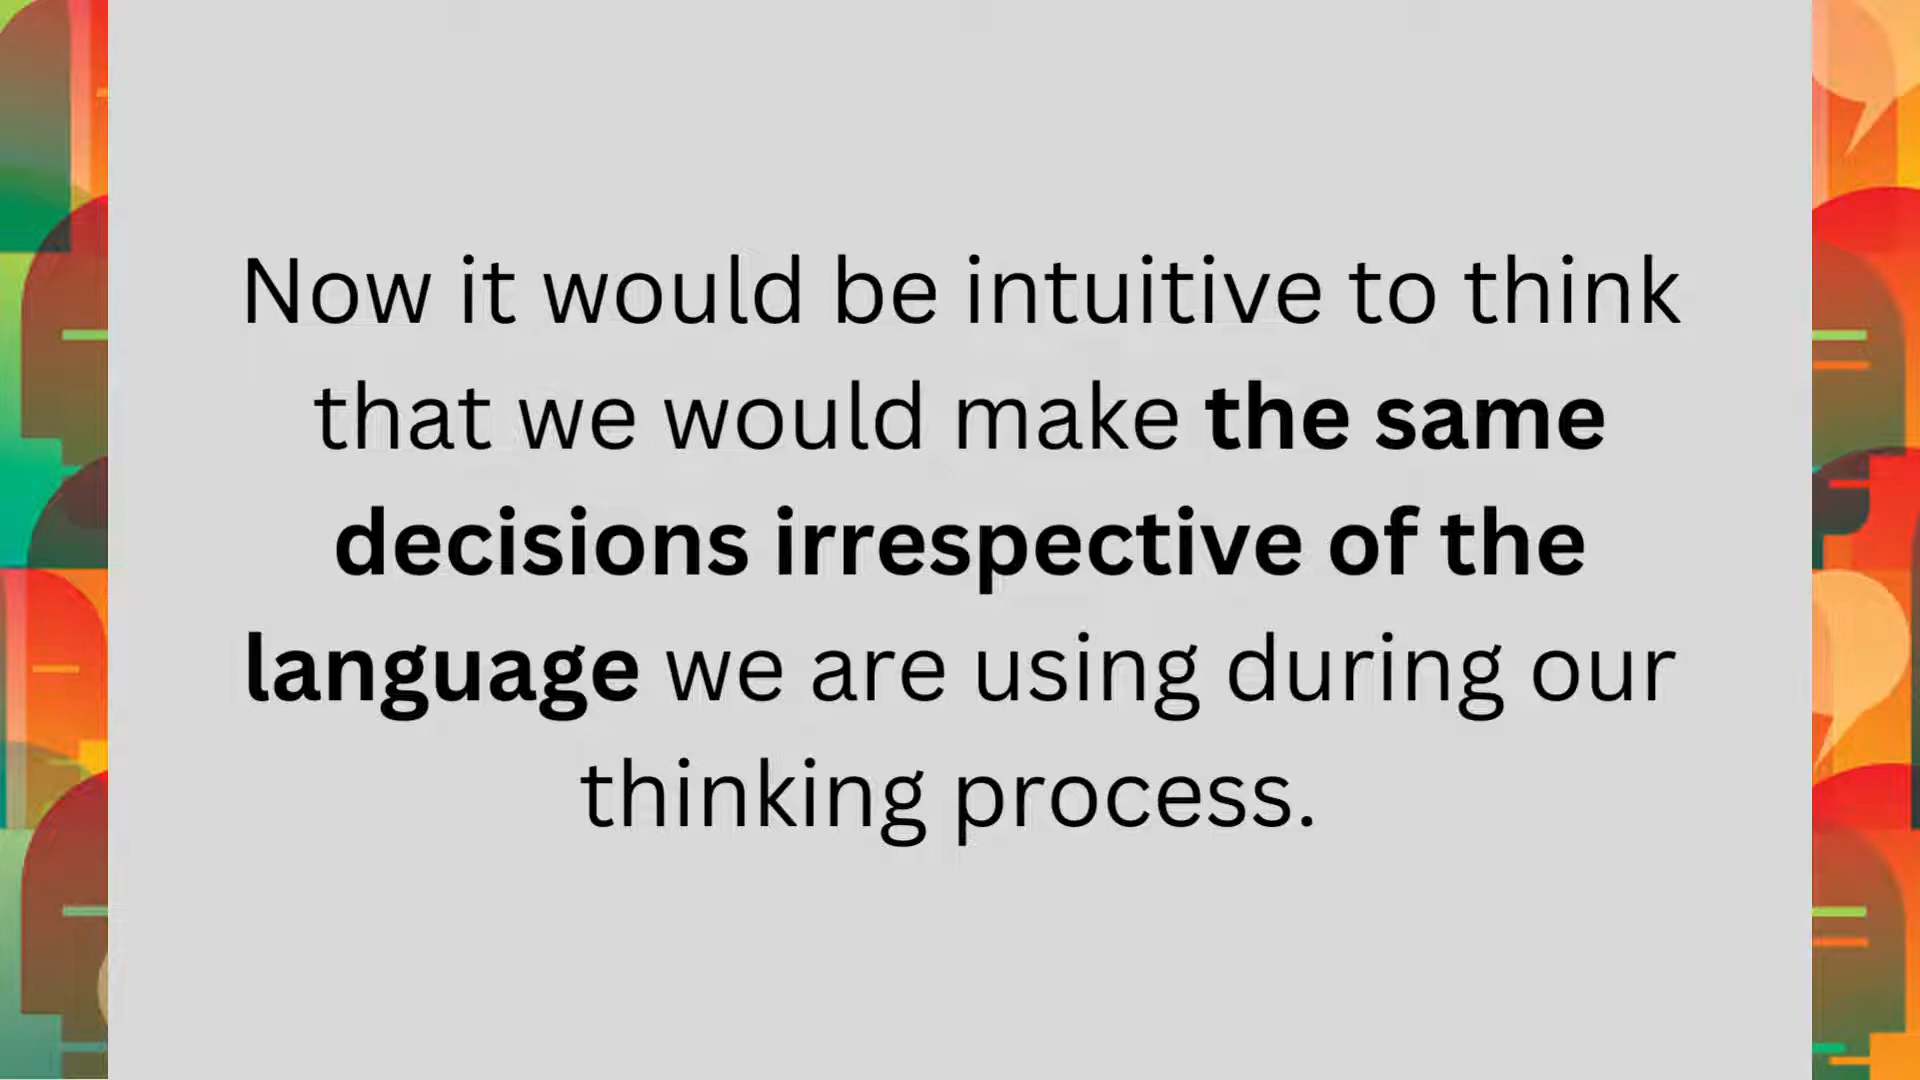 Now it would be intuitive to think
that we would make the same
decisions irrespective of the
language we are using during our
thinking process.